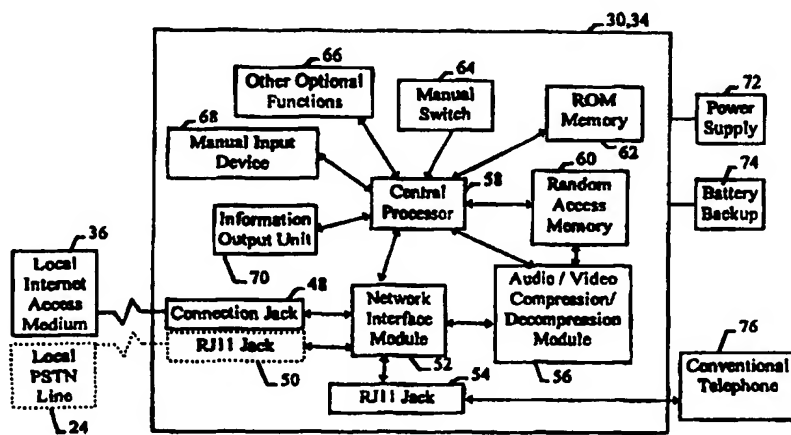 30,34
66
Other Optional
Functions
64
Manual
Switch
ROM
Memory
62
72
Power
Supply
68
Manual Input
Device
60
Random
Access
Memory
74
Battery
Backup
Central
Processor
58
Information
Output Unit
70
36
Local
Internet
Access
Medium
48
Connection Jack
RJ11 Jack
50
Network
Interface
Module
52
Audio / Video
Compression/
Decompression
Module
56
76
Conventional
Telephone
Local
PSTN
Line
24
54
RJ11 Jack